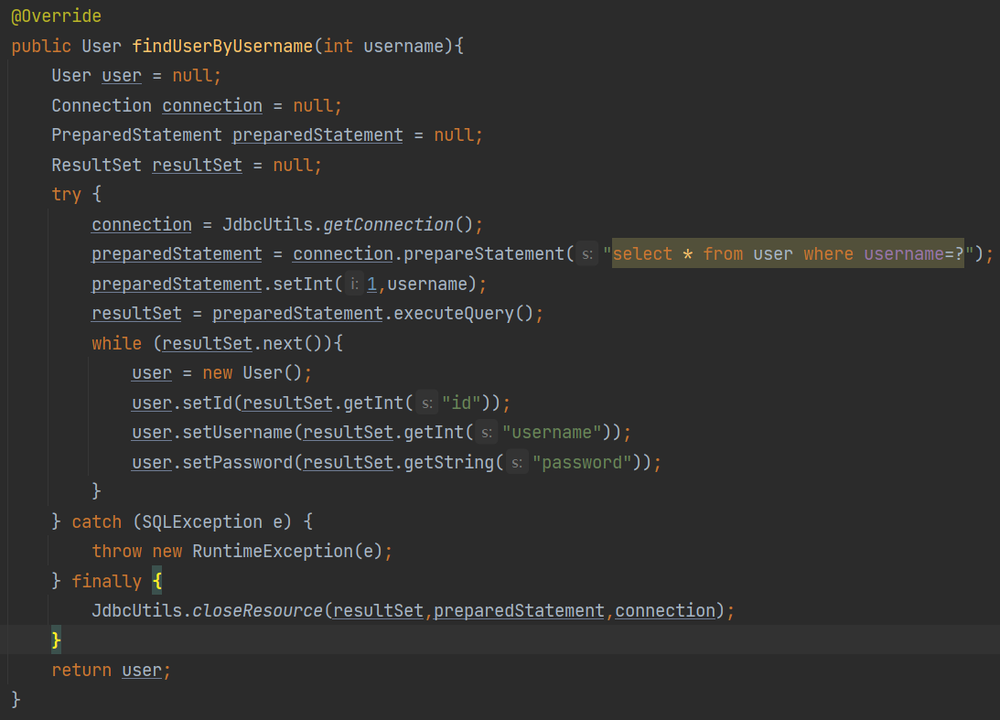 @Override
public User findUserByUsername(int username){
    User user = null;
    Connection connection = null;
    PreparedStatement preparedStatement = null;
    ResultSet resultSet = null;
    try {
        connection = JdbcUtils.getConnection();
        preparedStatement = connection.prepareStatement( s: "select * from user where username=?");
        preparedStatement.setInt( i: 1,username);
        resultSet = preparedStatement.executeQuery();
        while (resultSet.next()){
            user = new User();
            user.setId(resultSet.getInt( s: "id"));
            user.setUsername(resultSet.getInt( s: "username"));
            user.setPassword(resultSet.getString( s: "password"));
        }
    } catch (SQLException e) {
        throw new RuntimeException(e);
    } finally {
        JdbcUtils.closeResource(resultSet,preparedStatement,connection);
    }
    return user;
}